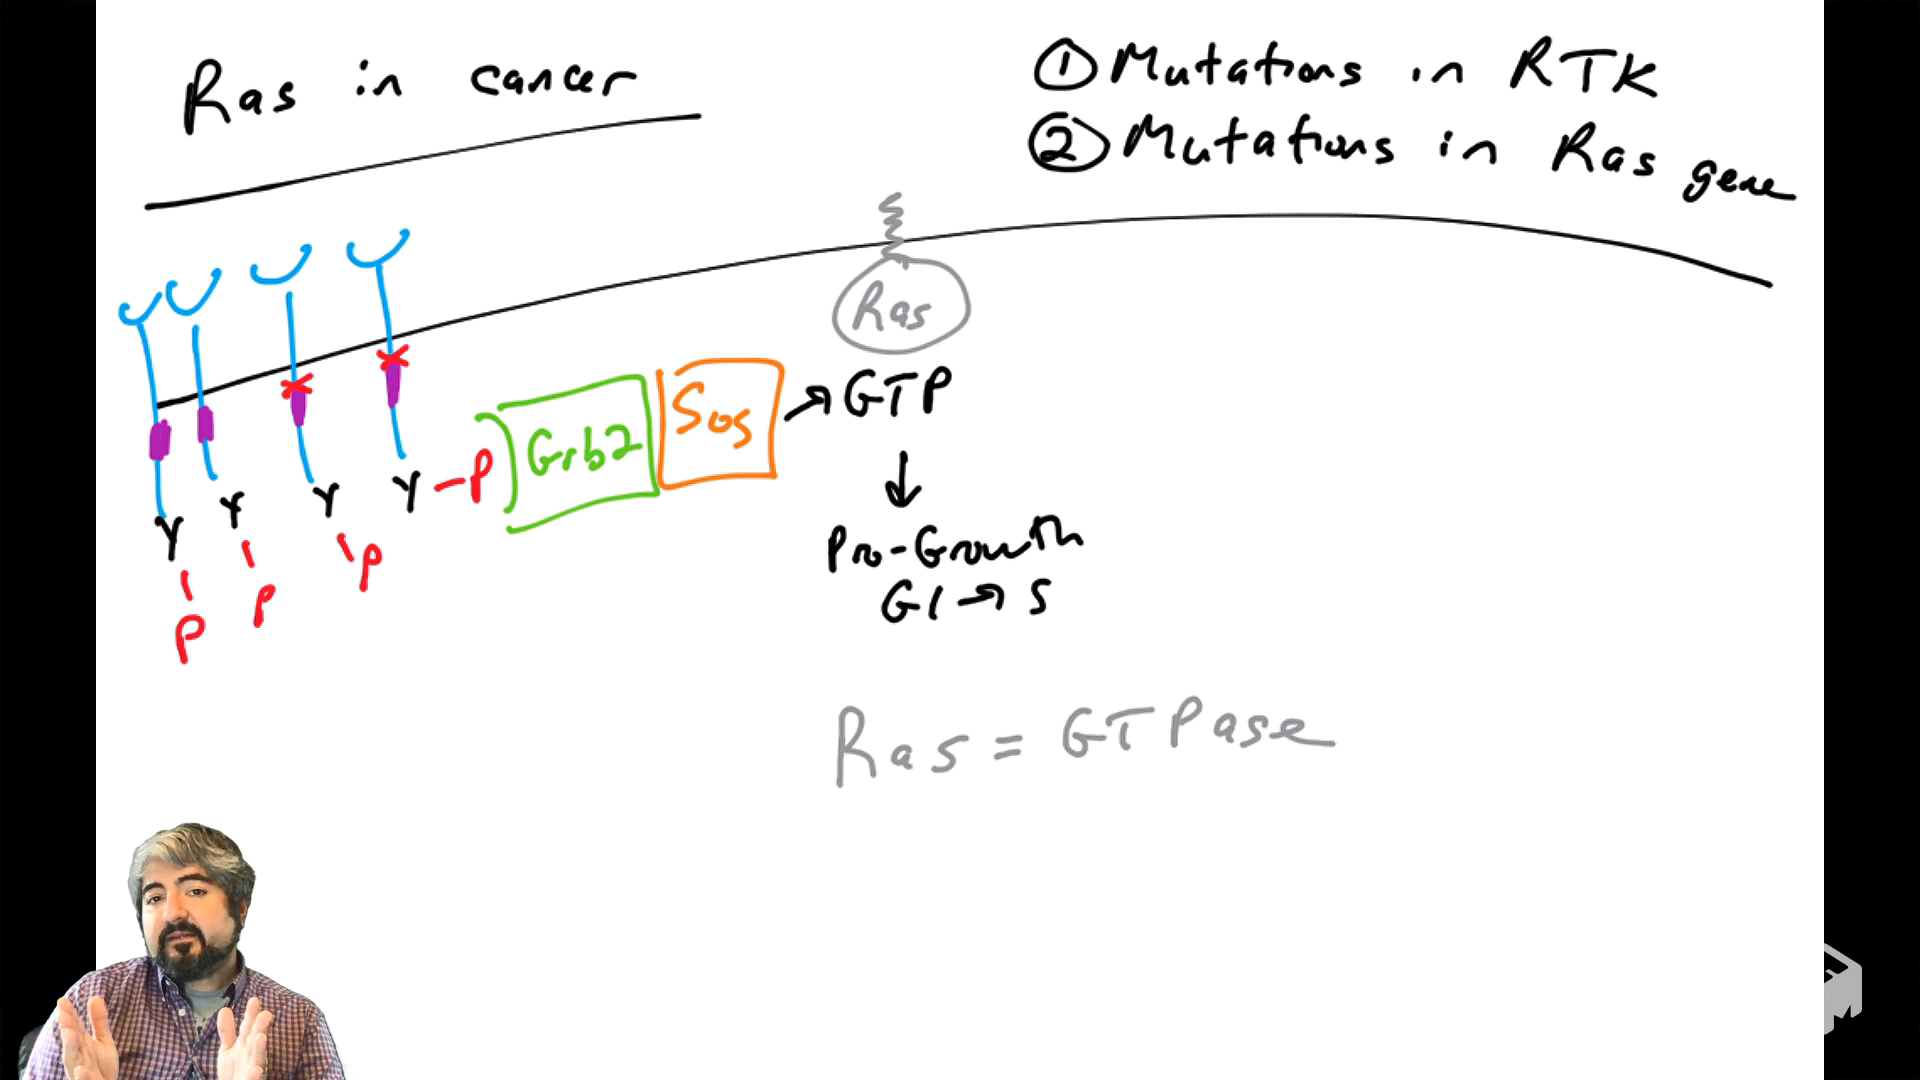 Ras in cancer
① Mutations in RTK
② Mutations in Ras gene
Ras
GTP
Grb2
Sos
Y Y Y Y-P
P P P
Pro-Growth
G1 → S
Ras = GTPase